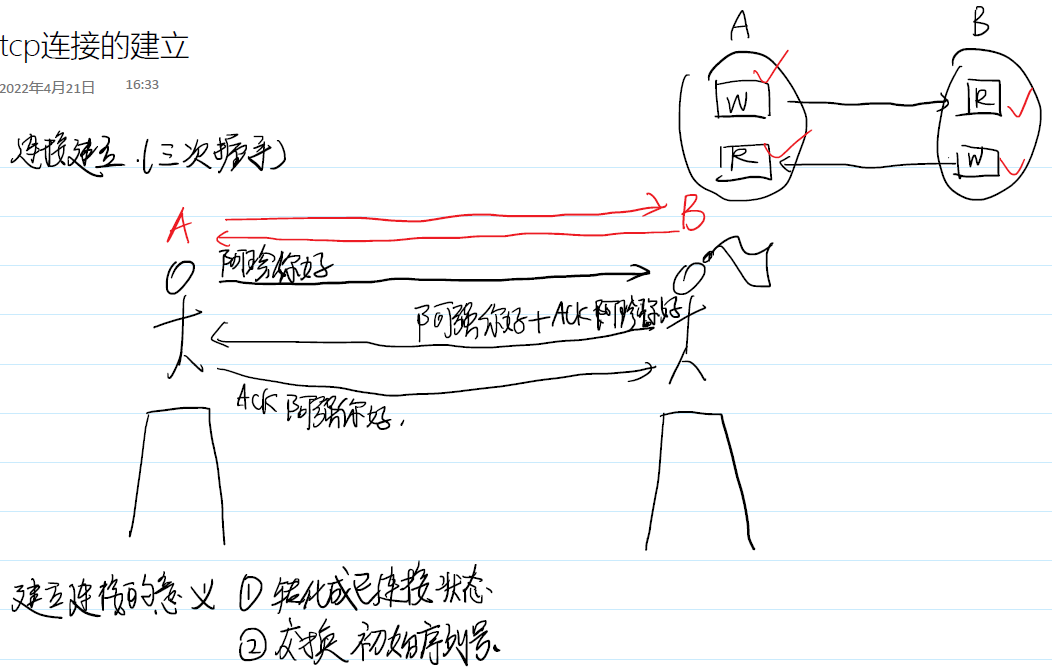 tcp连接的建立
2022年4月21日 16:33
连接建立.(三次握手)
A B
W R
R W
A B
阿珍你好
阿强你好+ACK阿珍你好
ACK 阿强你好.
建立连接的意义 ① 转化成已连接状态.
② 交换初始序列号.